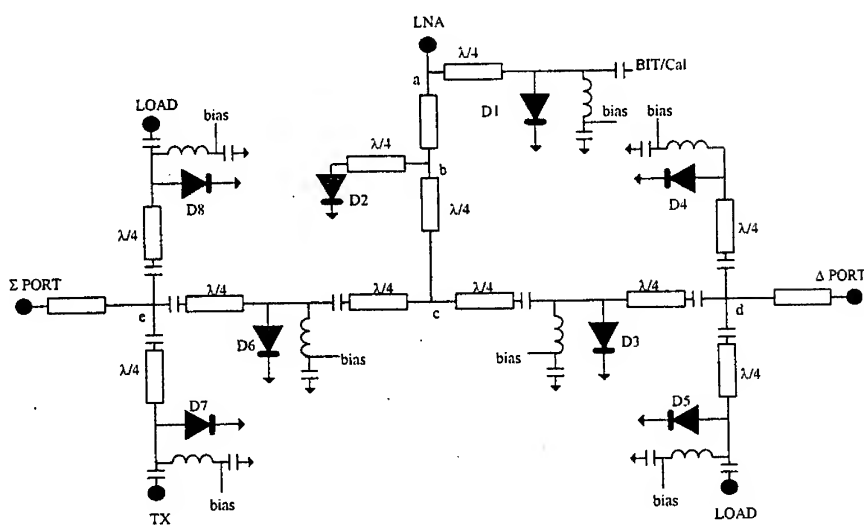 LNA
λ/4
BIT/Cal
a
D1
bias
LOAD
bias
bias
λ/4
b
D2
D8
D4
λ/4
λ/4
λ/4
Σ PORT
λ/4
λ/4
λ/4
λ/4
Δ PORT
e
c
d
D6
bias
bias
D3
λ/4
λ/4
D7
D5
bias
bias
TX
LOAD